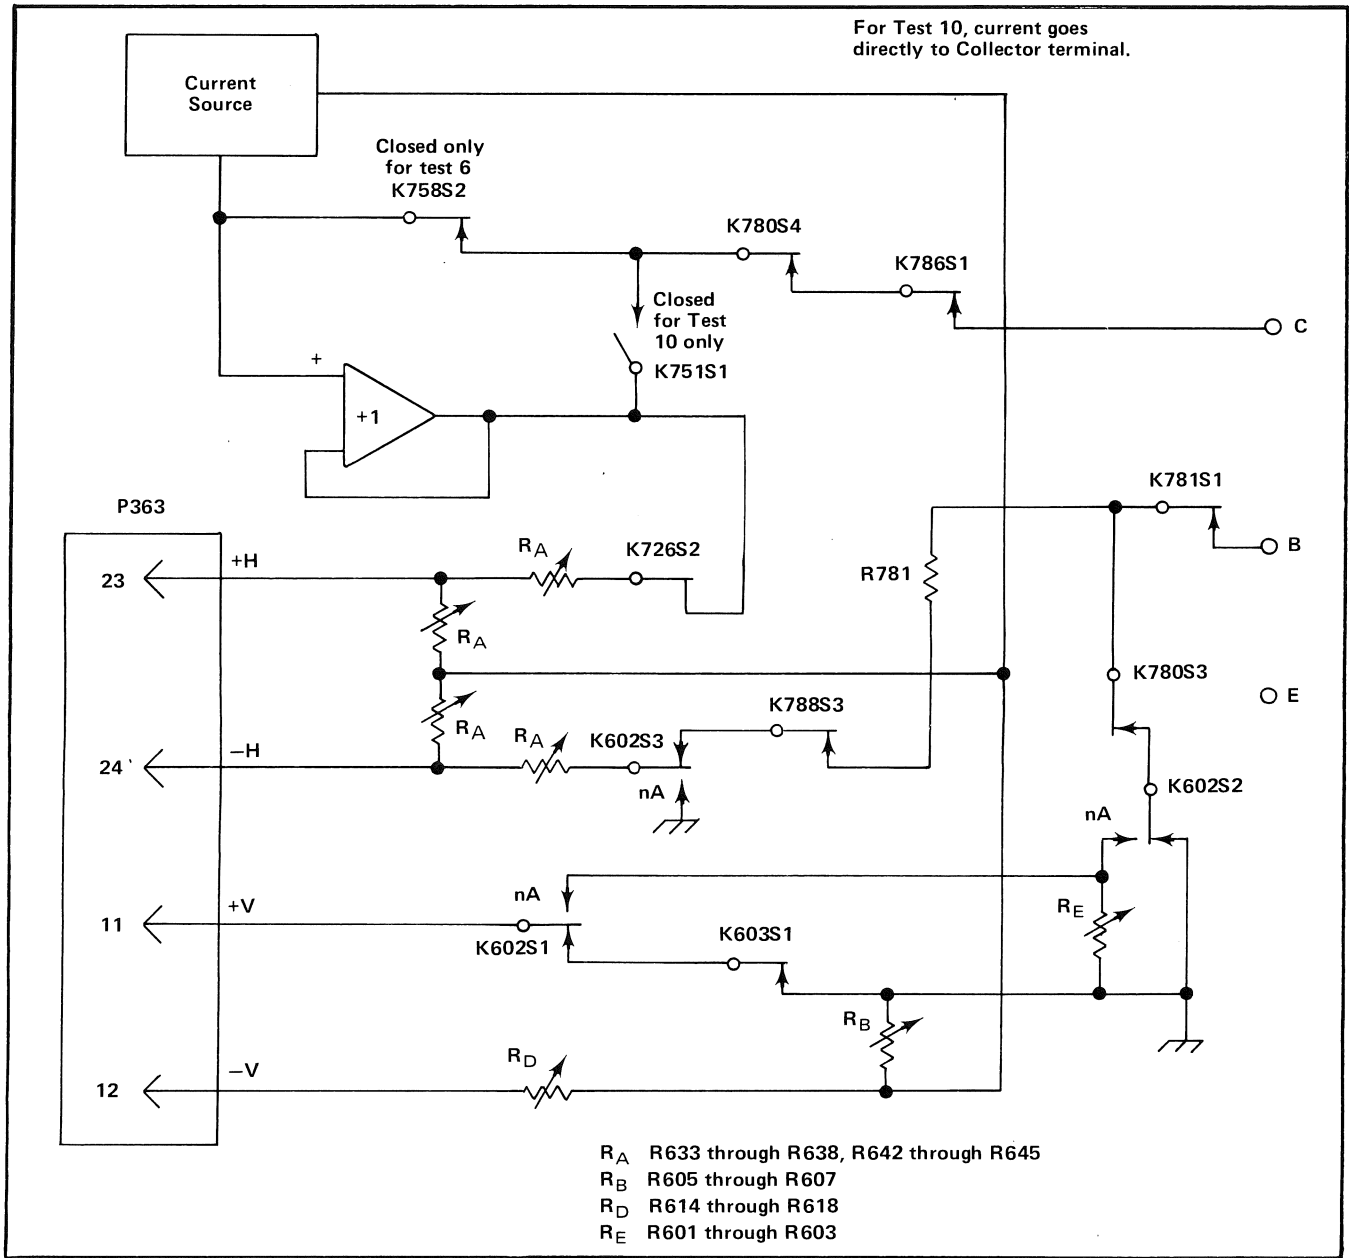 For Test 10, current goes
directly to Collector terminal.
Current
Source
Closed only
for test 6
K758S2
K780S4
K786S1
Closed
for Test
10 only
C
+
K751S1
+1
K781S1
P363
B
+H
RA
K726S2
R781
23
RA
K780S3
E
K788S3
RA
RA
K602S3
–H
24
K602S2
nA
nA
nA
+V
RE
11
K602S1
K603S1
RB
RD
–V
12
RA R633 through R638, R642 through R645
RB R605 through R607
RD R614 through R618
RE R601 through R603